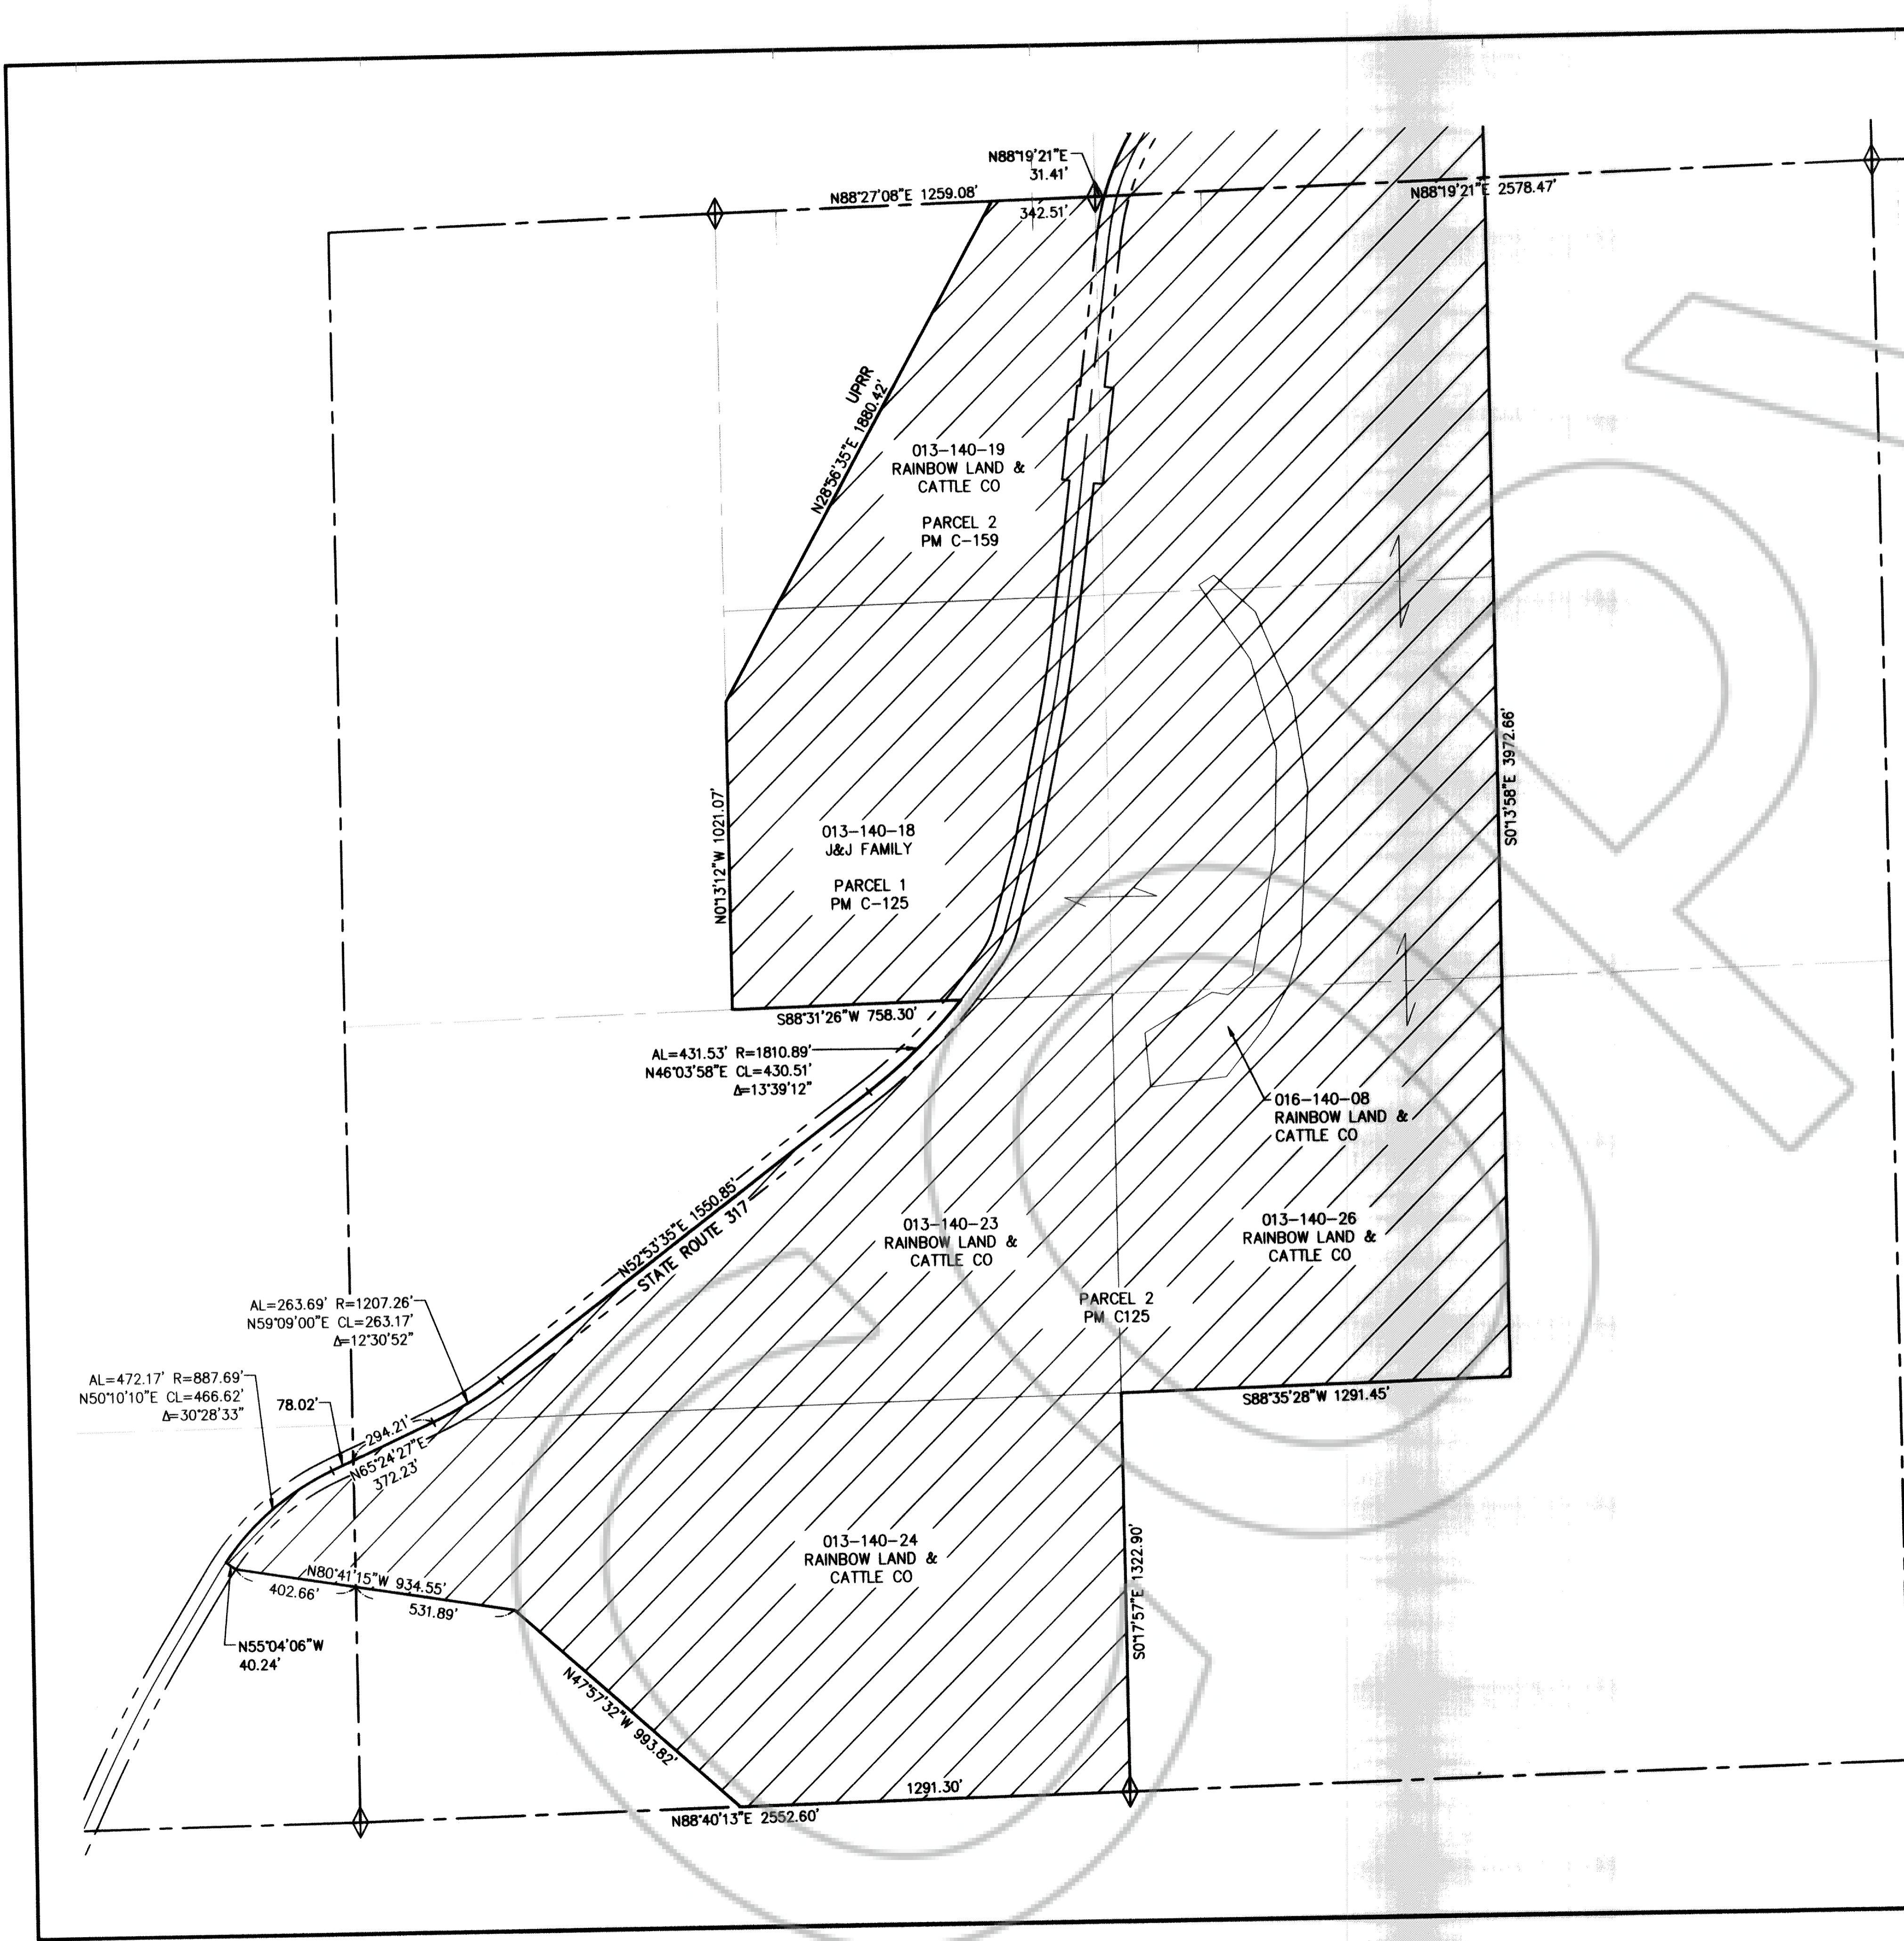 N88°19'21"E
31.41'
N88°27'08"E 1259.08'
342.51'
N88°19'21"E 2578.47'
UPRR
N28°56'35"E 1880.42'
013-140-19
RAINBOW LAND &
CATTLE CO
PARCEL 2
PM C-159
S0°13'58"E 3972.66'
N0°13'12"W 1021.07'
013-140-18
J&J FAMILY
PARCEL 1
PM C-125
S88°31'26"W 758.30'
AL=431.53' R=1810.89'
N46°03'58"E CL=430.51'
Δ=13°39'12"
016-140-08
RAINBOW LAND &
CATTLE CO
N52°53'35"E 1550.85'
STATE ROUTE 317
013-140-23
RAINBOW LAND &
CATTLE CO
013-140-26
RAINBOW LAND &
CATTLE CO
PARCEL 2
PM C125
AL=263.69' R=1207.26'
N59°09'00"E CL=263.17'
Δ=12°30'52"
AL=472.17' R=887.69'
N50°10'10"E CL=466.62'
Δ=30°28'33"
78.02'
294.21'
N65°24'27"E
372.23'
S88°35'28"W 1291.45'
N80°41'15"W 934.55'
402.66'
531.89'
013-140-24
RAINBOW LAND &
CATTLE CO
S0°17'57"E 1322.90'
N55°04'06"W
40.24'
N47°57'32"W 993.82'
1291.30'
N88°40'13"E 2552.60'